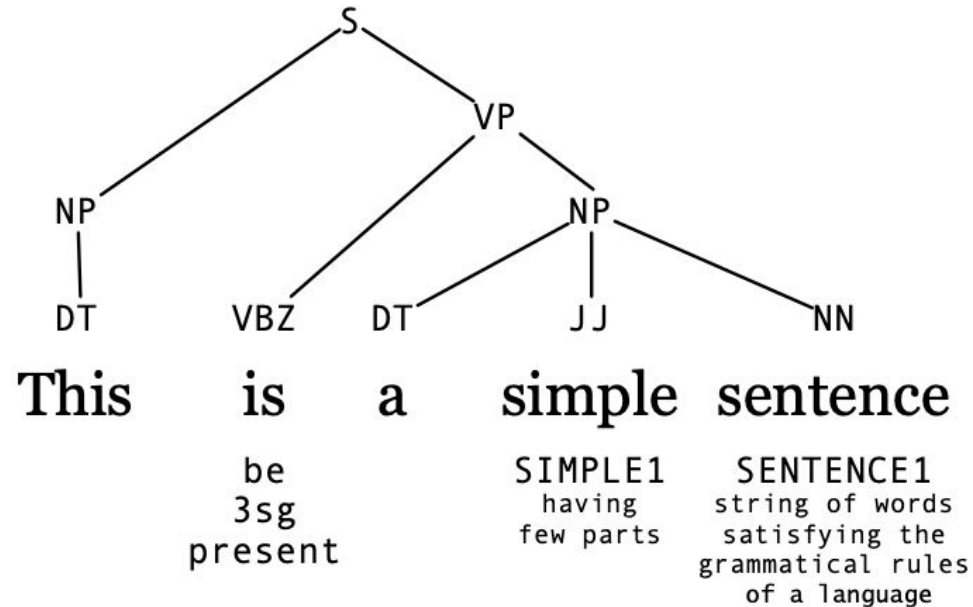 S
VP
NP NP
DT VBZ DT JJ NN
This is a simple sentence
be SIMPLE1 SENTENCE1
3sg having string of words
present few parts satisfying the
grammatical rules
of a language